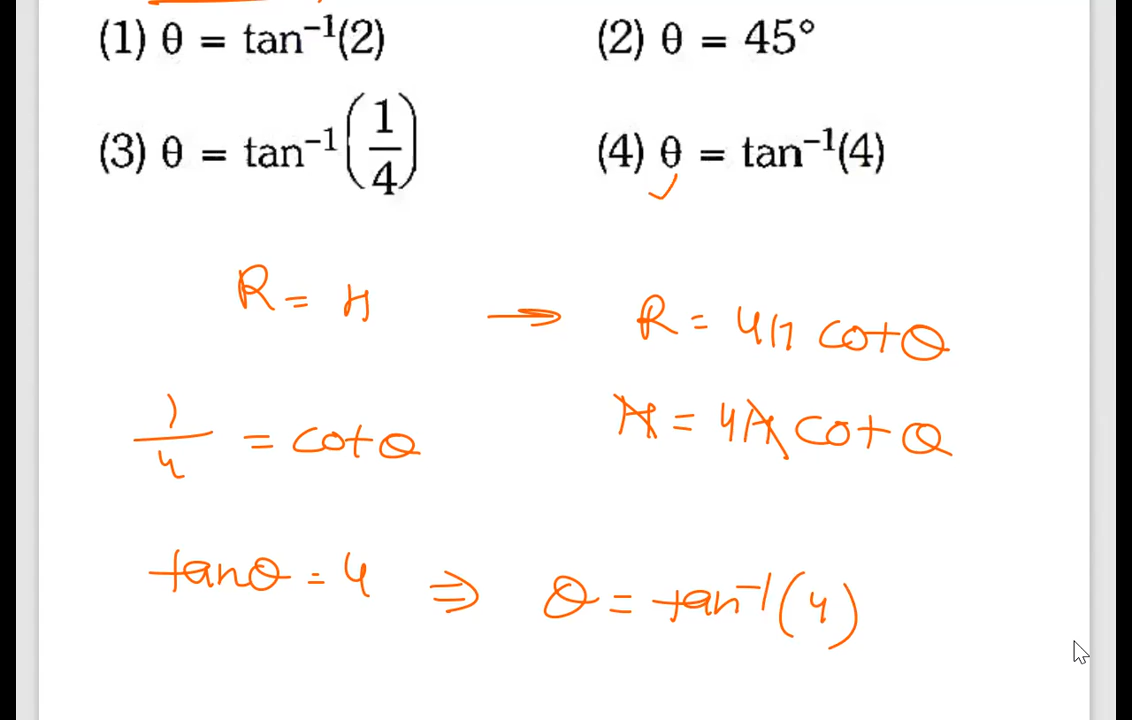 (1) θ = tan⁻¹(2) (2) θ = 45°
(3) θ = tan⁻¹(1/4) (4) θ = tan⁻¹(4)
R = H → R = 4H cotθ
1/4 = cotθ H = 4H cotθ
tanθ = 4 ⇒ θ = tan⁻¹(4)